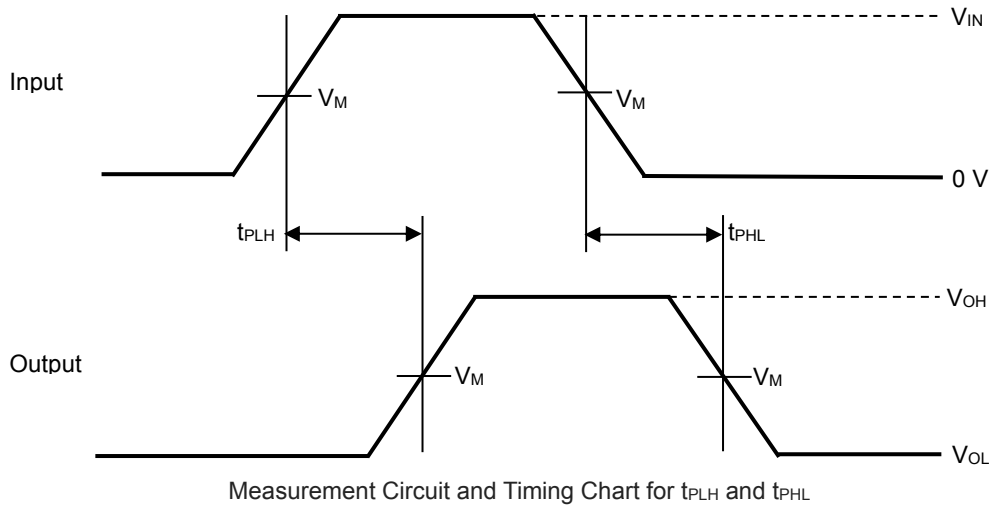 VIN
Input
VM
VM
0 V
tPLH
tPHL
VOH
Output
VM
VM
VOL
Measurement Circuit and Timing Chart for tPLH and tPHL